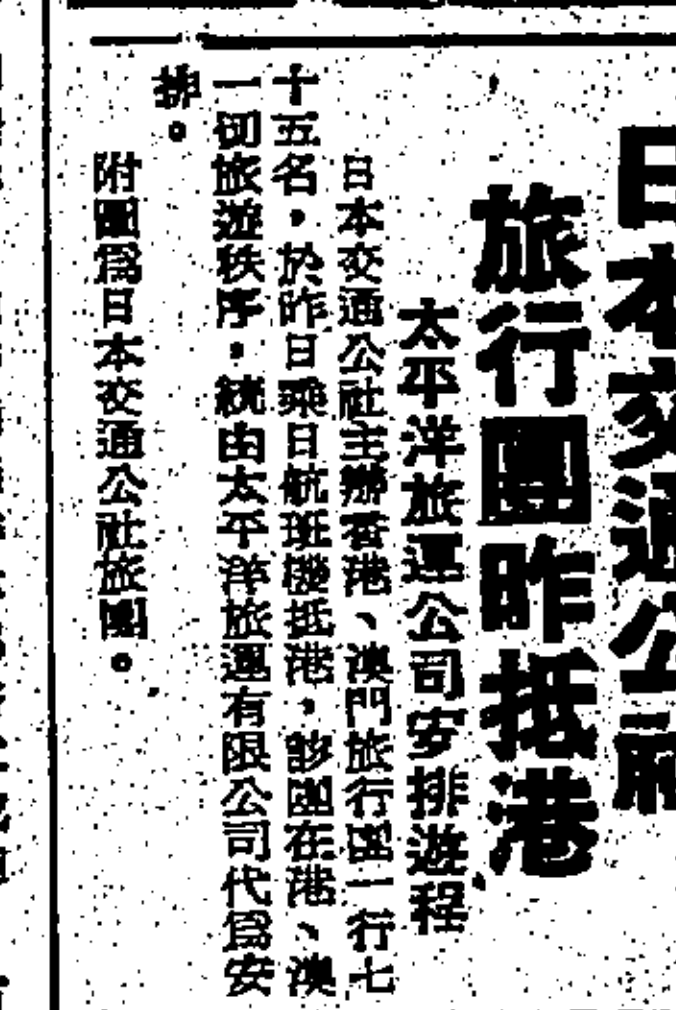 日本交通公社
旅行團昨抵港
太平洋旅運公司安排遊程
日本交通公社主辦香港、澳門旅行團一行七
十五名，於昨日乘日航班機抵港，該團在港、澳
一切旅遊秩序，統由太平洋旅運有限公司代為安
排。
附圖為日本交通公社旅團。